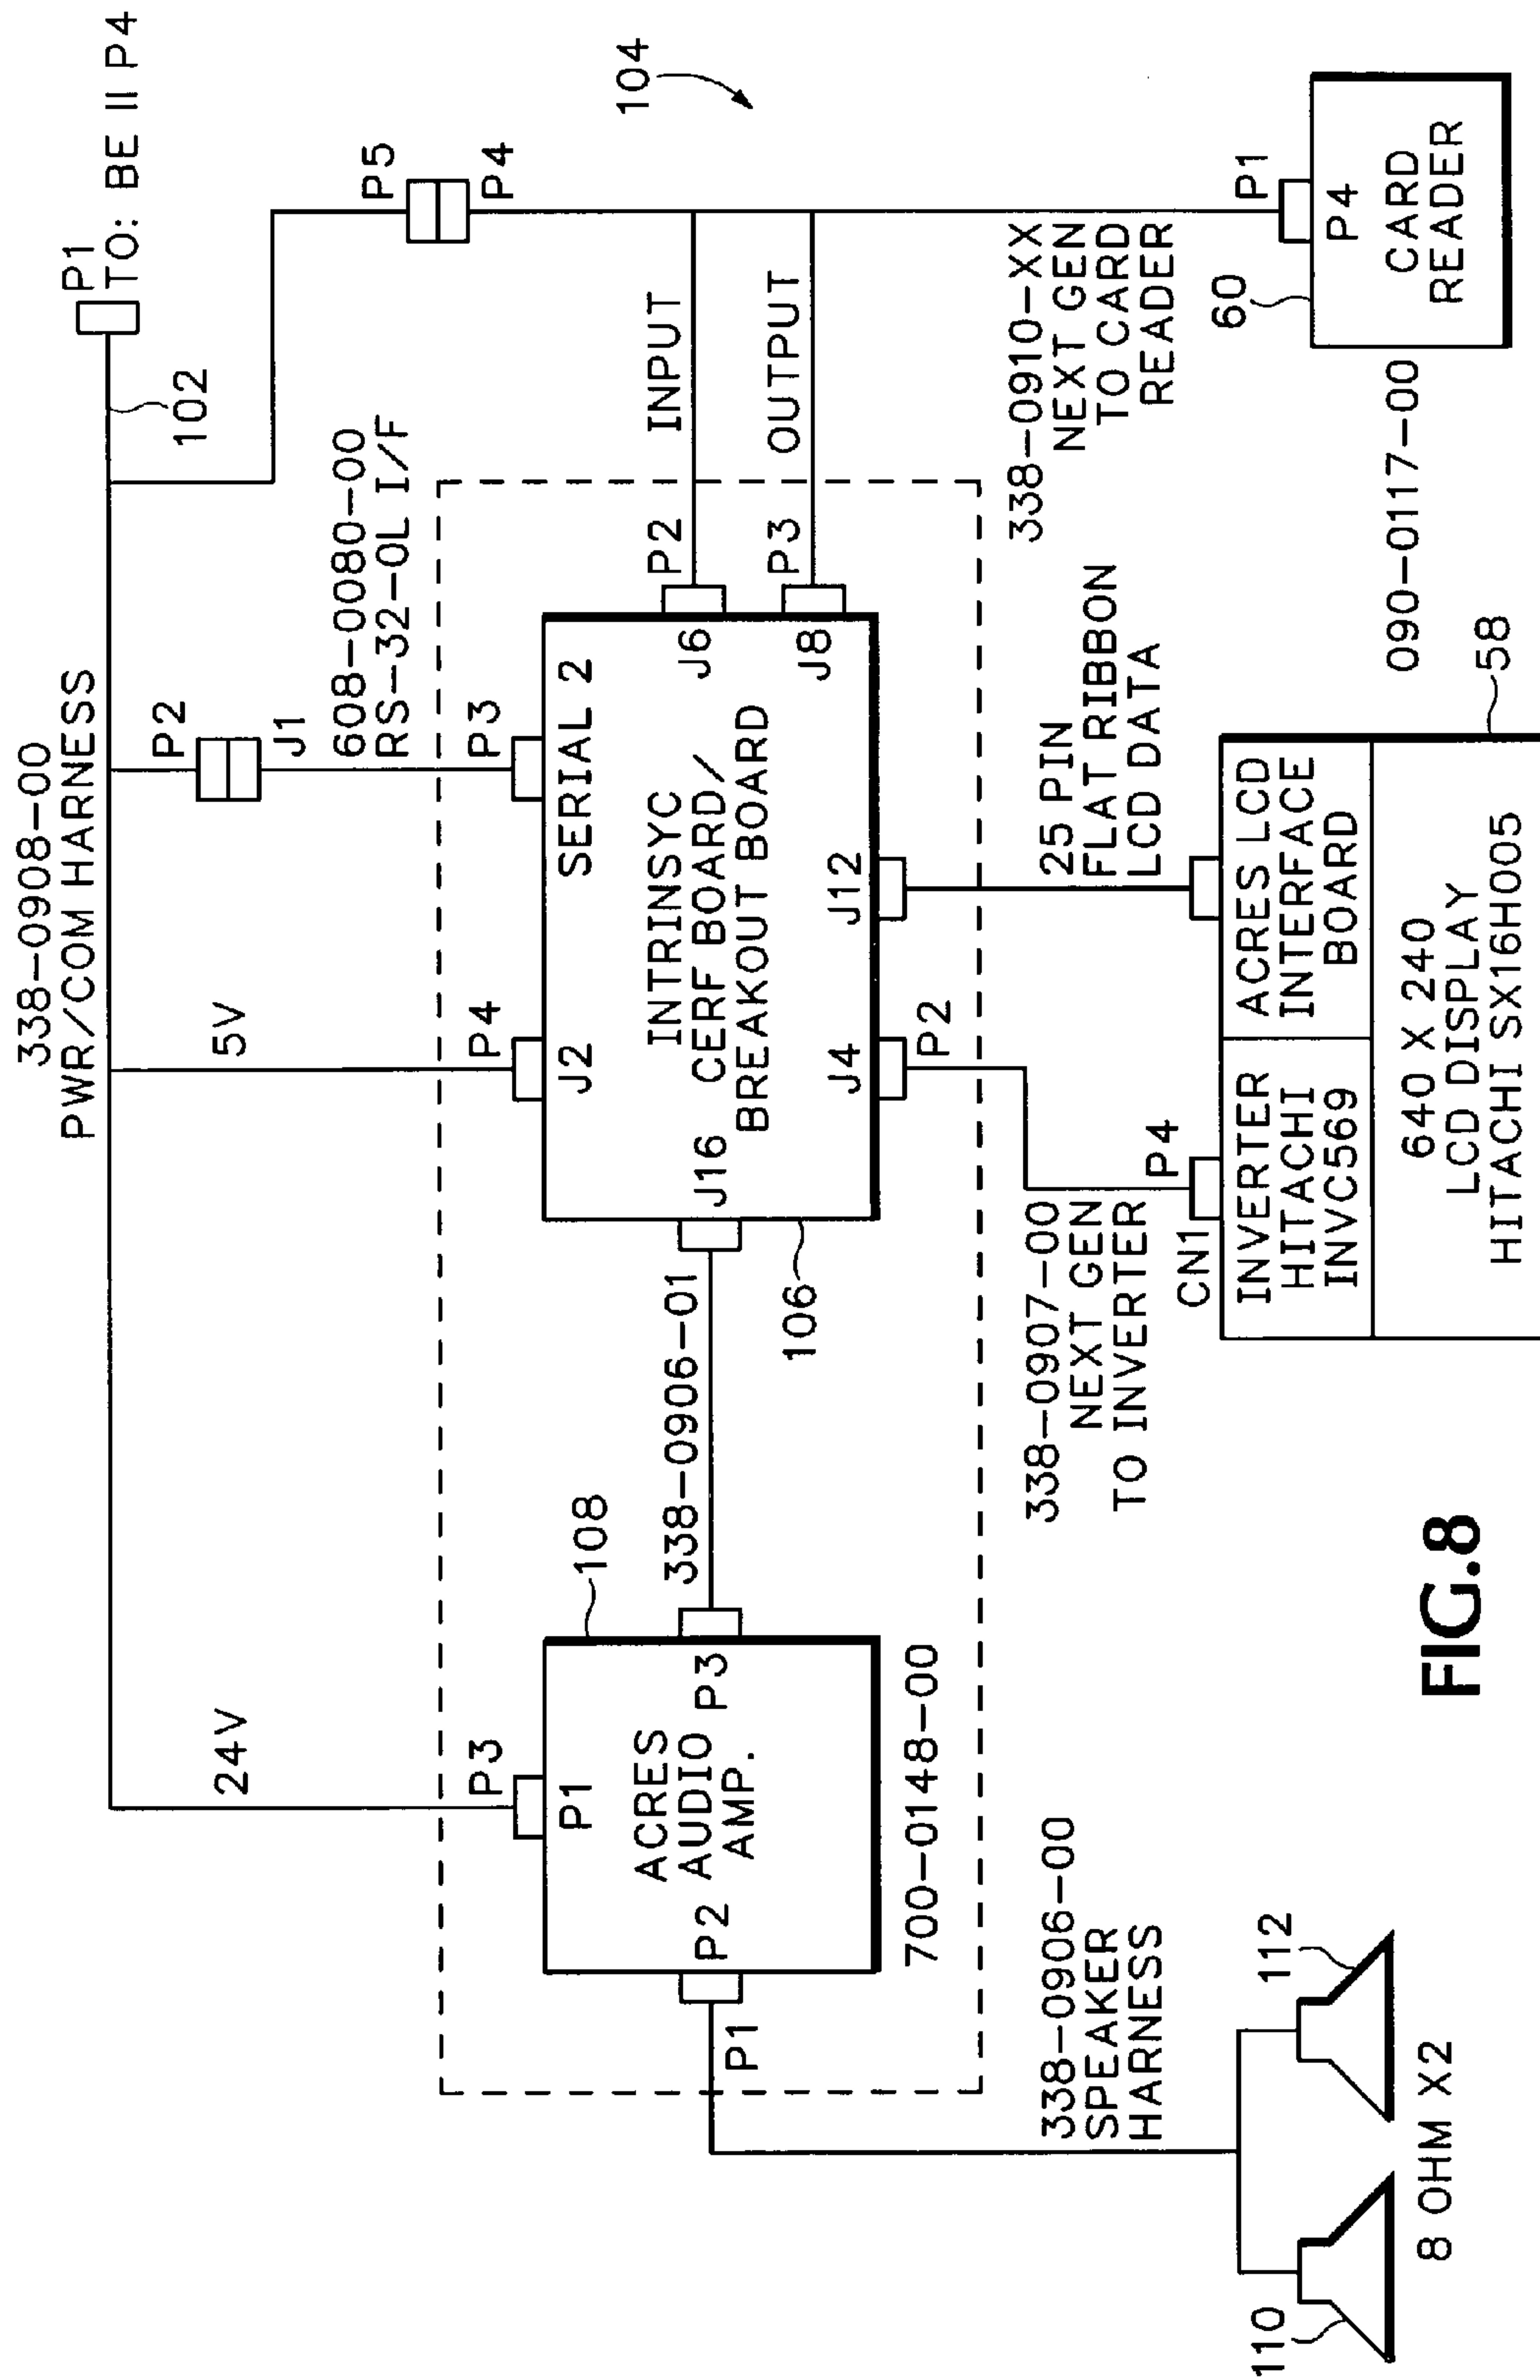 338-0908-00
PWR/COM HARNESS
P1
TO: BE II P4
102
24V
5V
P2
J1
608-0080-00
RS-32-0L I/F
P5
P4
104
P3
P1
ACRES
AUDIO
AMP.
P2
P3
P1
108
700-0148-00
338-0906-01
P4
J2
P3
SERIAL 2
INTRINSYC
CERF BOARD/
BREAKOUT BOARD
J16
J6
J8
J4
J12
106
P2
INPUT
P3
OUTPUT
P2
338-0906-00
SPEAKER
HARNESS
110
112
8 OHM X2
338-0907-00
NEXT GEN
TO INVERTER
25 PIN
FLAT RIBBON
LCD DATA
338-0910-XX
NEXT GEN
TO CARD
READER
CN1
P4
INVERTER
HITACHI
INVC569
ACRES LCD
INTERFACE
BOARD
640 X 240
LCD DISPLAY
HITACHI SX16H005
58
60
P1
P4
CARD
READER
090-0117-00
FIG.8